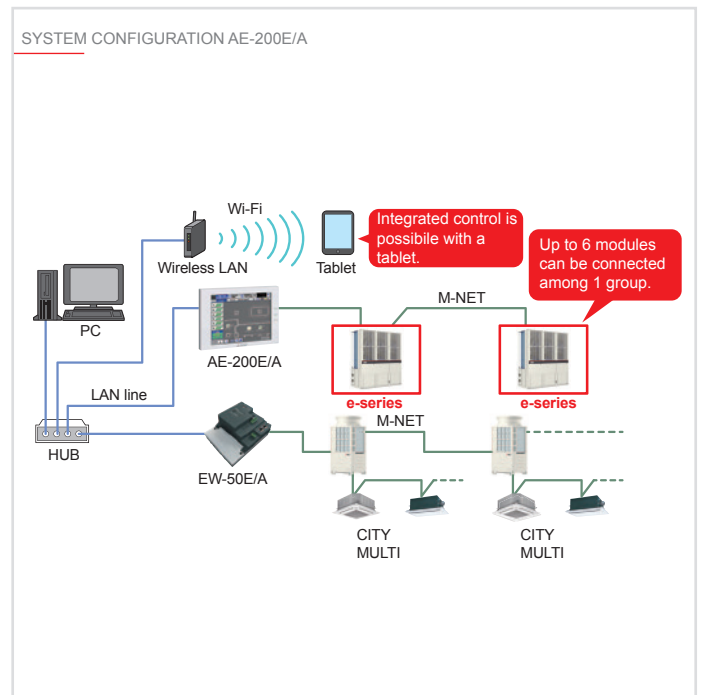 SYSTEM CONFIGURATION AE-200E/A
Wi-Fi
Integrated control is
possibile with a
tablet.
Up to 6 modules
can be connected
among 1 group.
Wireless LAN
Tablet
M-NET
PC
AE-200E/A
LAN line
e-series
e-series
M-NET
HUB
EW-50E/A
CITY
MULTI
CITY
MULTI